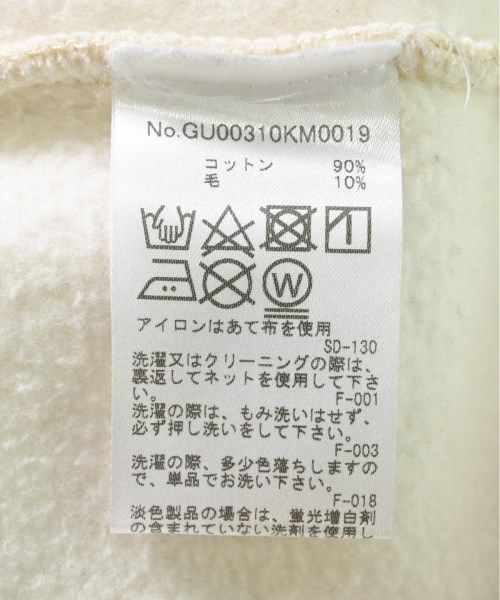 No.GU00310KM0019
コットン 90%
毛 10%
W
アイロンはあて布を使用
SD-130
洗濯又はクリーニングの際は、
裏返してネットを使用して下さ
い。
F-001
洗濯の際は、もみ洗いはせず、
必ず押し洗いをして下さい。
F-003
洗濯の際、多少色落ちしますの
で、単品でお洗い下さい。
F-018
淡色製品の場合は、蛍光増白剤
の含まれていない洗剤を使用し